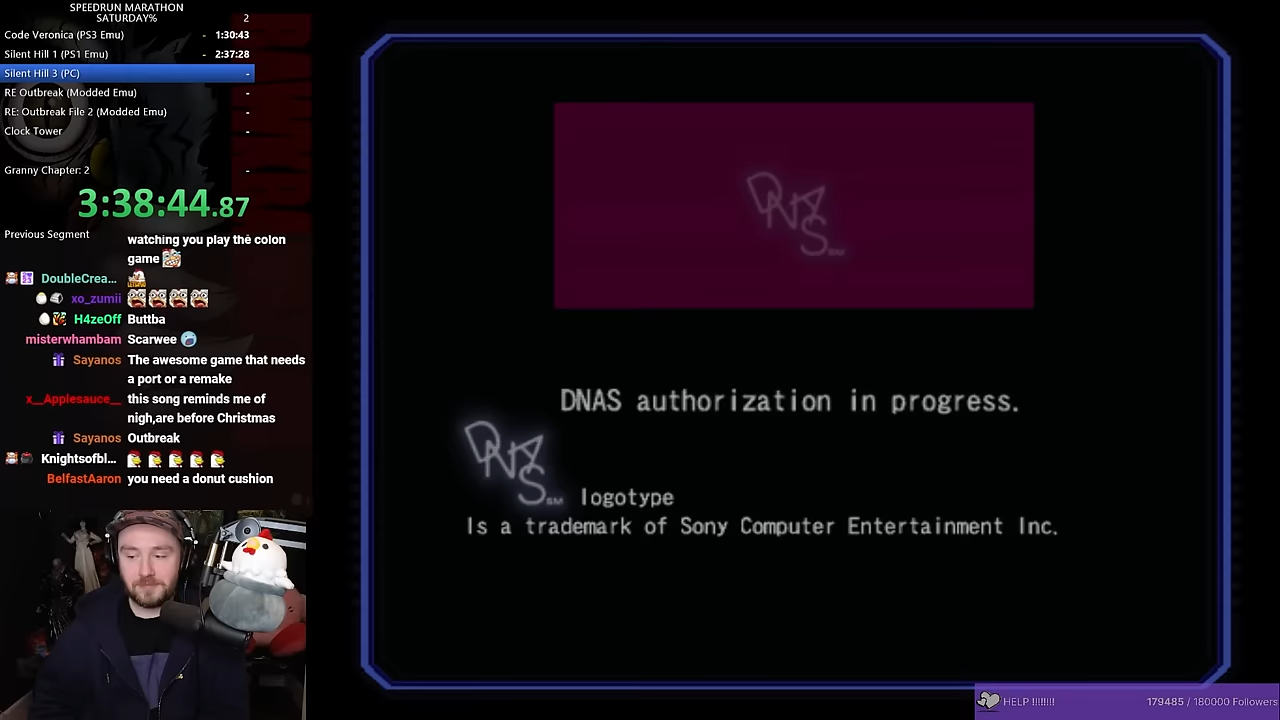 SPEEDRUN MARATHON
SATURDAY% 2
Code Veronica (PS3 Emu) - 1:30:43
Silent Hill 1 (PS1 Emu) - 2:37:28
Silent Hill 3 (PC) -
RE Outbreak (Modded Emu) -
RE: Outbreak File 2 (Modded Emu) -
Clock Tower -
Granny Chapter: 2 -
3:38:44.87
Previous Segment
watching you play the colon
game
DoubleCrea...
xo_zumii
H4zeOff Buttba
misterwhambam Scarwee
Sayanos The awesome game that needs
a port or a remake
x__Applesauce__ this song reminds me of
nigh,are before Christmas
Sayanos Outbreak
Knightsofbl...
BelfastAaron you need a donut cushion
DNAS SM
DNAS authorization in progress.
DNAS SM logotype
Is a trademark of Sony Computer Entertainment Inc.
HELP !!!!!!!! 179485 / 180000 Followers